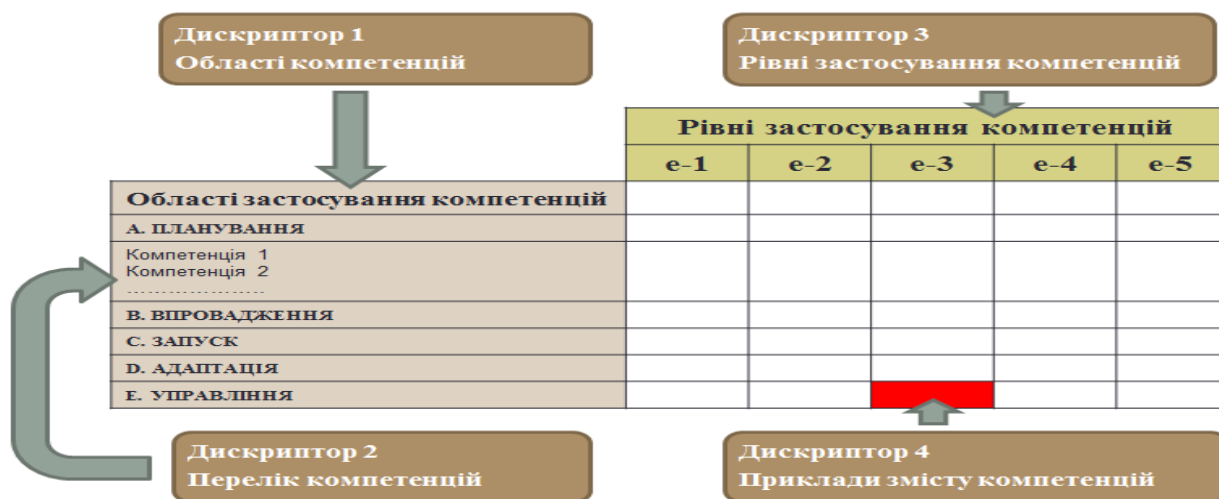 Дискриптор 1
Області компетенцій
Дискриптор 3
Рівні застосування компетенцій
Рівні застосування компетенцій
e-1 e-2 e-3 e-4 e-5
Області застосування компетенцій
A. ПЛАНУВАННЯ
Компетенція 1
Компетенція 2
………………..
B. ВПРОВАДЖЕННЯ
C. ЗАПУСК
D. АДАПТАЦІЯ
E. УПРАВЛІННЯ
Дискриптор 2
Перелік компетенцій
Дискриптор 4
Приклади змісту компетенцій